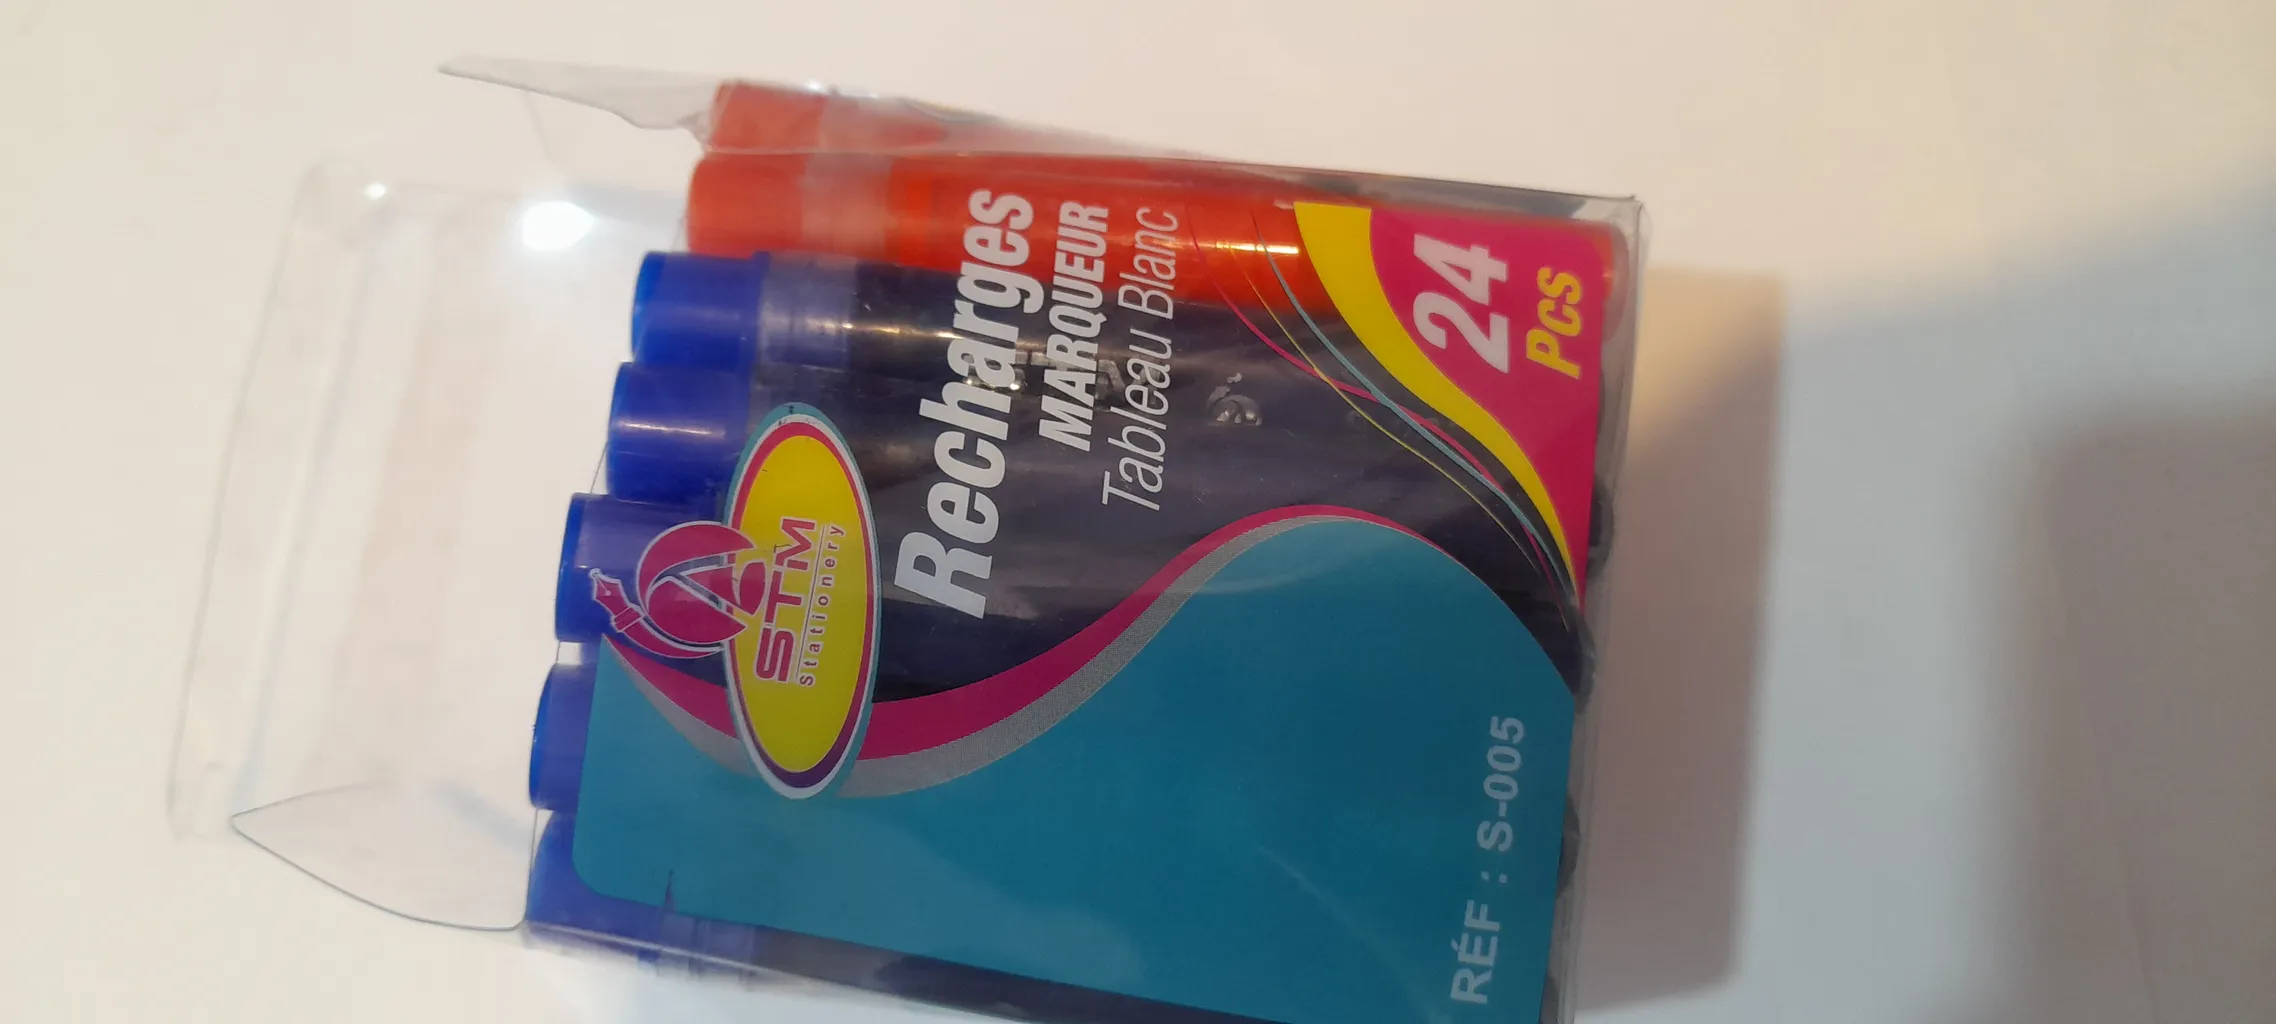 Recharges
MARQUEUR
Tableau Blanc
24
Pcs
STM
Stationery
RÉF : S-005